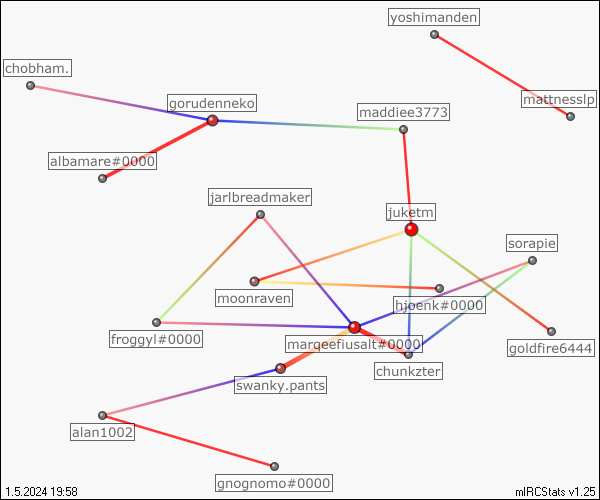 yoshimanden
chobham.
mattnesslp
gorudenneko
maddiee3773
albamare#0000
jarlbreadmaker
juketm
sorapie
moonraven
hjoenk#0000
froggyl#0000
margeefiusalt#0000
goldfire6444
chunkzter
swanky.pants
alan1002
gnognomo#0000
1.5.2024 19:58
mIRCStats v1.25